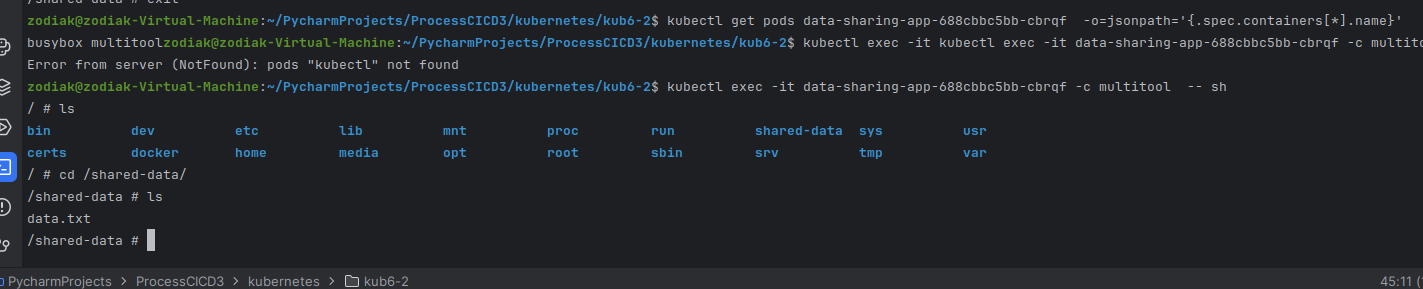 /shared-data # exit
zodiak@zodiak-Virtual-Machine:~/PycharmProjects/ProcessCICD3/kubernetes/kub6-2$ kubectl get pods data-sharing-app-688cbbc5bb-cbrqf  -o=jsonpath='{.spec.containers[*].name}'
busybox multitoolzodiak@zodiak-Virtual-Machine:~/PycharmProjects/ProcessCICD3/kubernetes/kub6-2$ kubectl exec -it kubectl exec -it data-sharing-app-688cbbc5bb-cbrqf -c multito
Error from server (NotFound): pods "kubectl" not found
zodiak@zodiak-Virtual-Machine:~/PycharmProjects/ProcessCICD3/kubernetes/kub6-2$ kubectl exec -it data-sharing-app-688cbbc5bb-cbrqf -c multitool  -- sh
/ # ls
bin dev etc lib mnt proc run shared-data sys usr
certs docker home media opt root sbin srv tmp var
/ # cd /shared-data/
/shared-data # ls
data.txt
/shared-data #
PycharmProjects > ProcessCICD3 > kubernetes > kub6-2 45:11